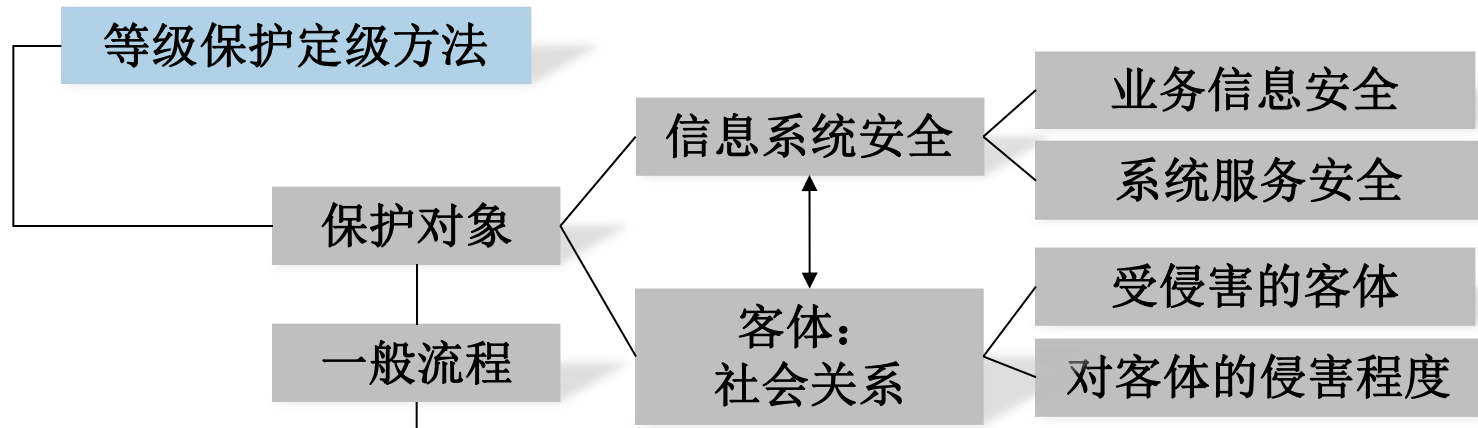 等级保护定级方法
保护对象
一般流程
信息系统安全
客体：
社会关系
业务信息安全
系统服务安全
受侵害的客体
对客体的侵害程度